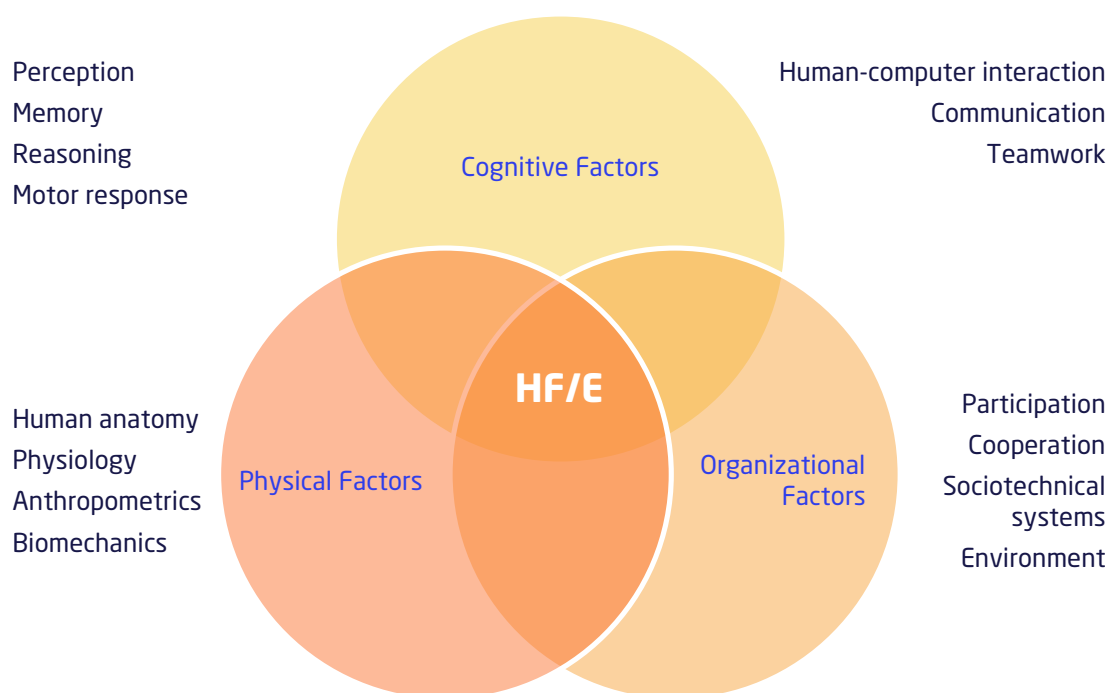 Perception
Memory
Reasoning
Motor response
Human-computer interaction
Communication
Teamwork
Cognitive Factors
HF/E
Human anatomy
Physiology
Anthropometrics
Biomechanics
Physical Factors
Organizational
Factors
Participation
Cooperation
Sociotechnical
systems
Environment